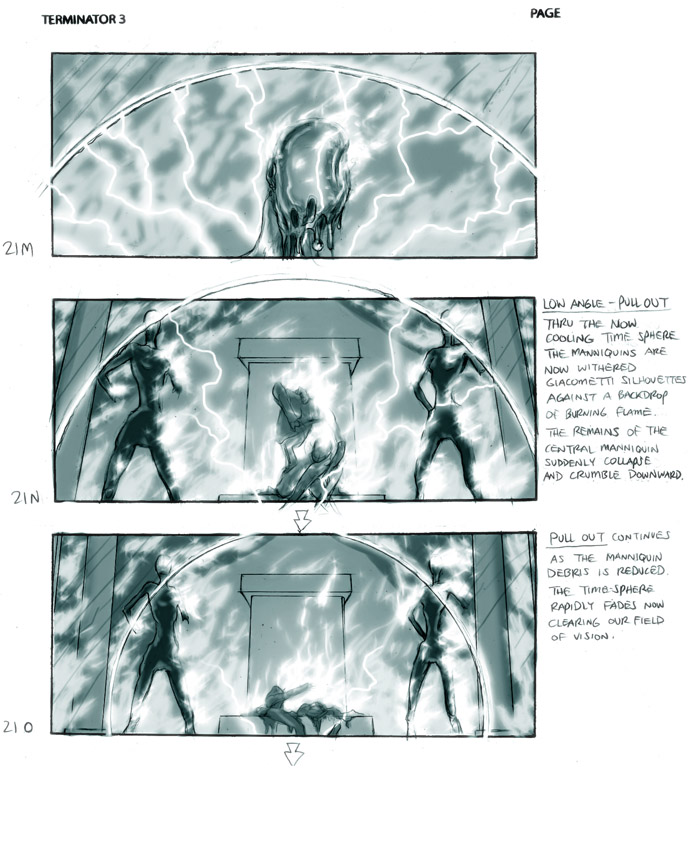 TERMINATOR 3
PAGE
21M
LOW ANGLE - PULL OUT
THRU THE NOW
COOLING TIME SPHERE
THE MANNIQUINS ARE
NOW WITHERED
GIACOMETTI SILHOUETTES
AGAINST A BACKDROP
OF BURNING FLAME.
THE REMAINS OF THE
CENTRAL MANNIQUIN
SUDDENLY COLLAPSE
AND CRUMBLE DOWNWARD.
21N
PULL OUT CONTINUES
AS THE MANNIQUIN
DEBRIS IS REDUCED.
THE TIME-SPHERE
RAPIDLY FADES NOW
CLEARING OUR FIELD
OF VISION.
21O